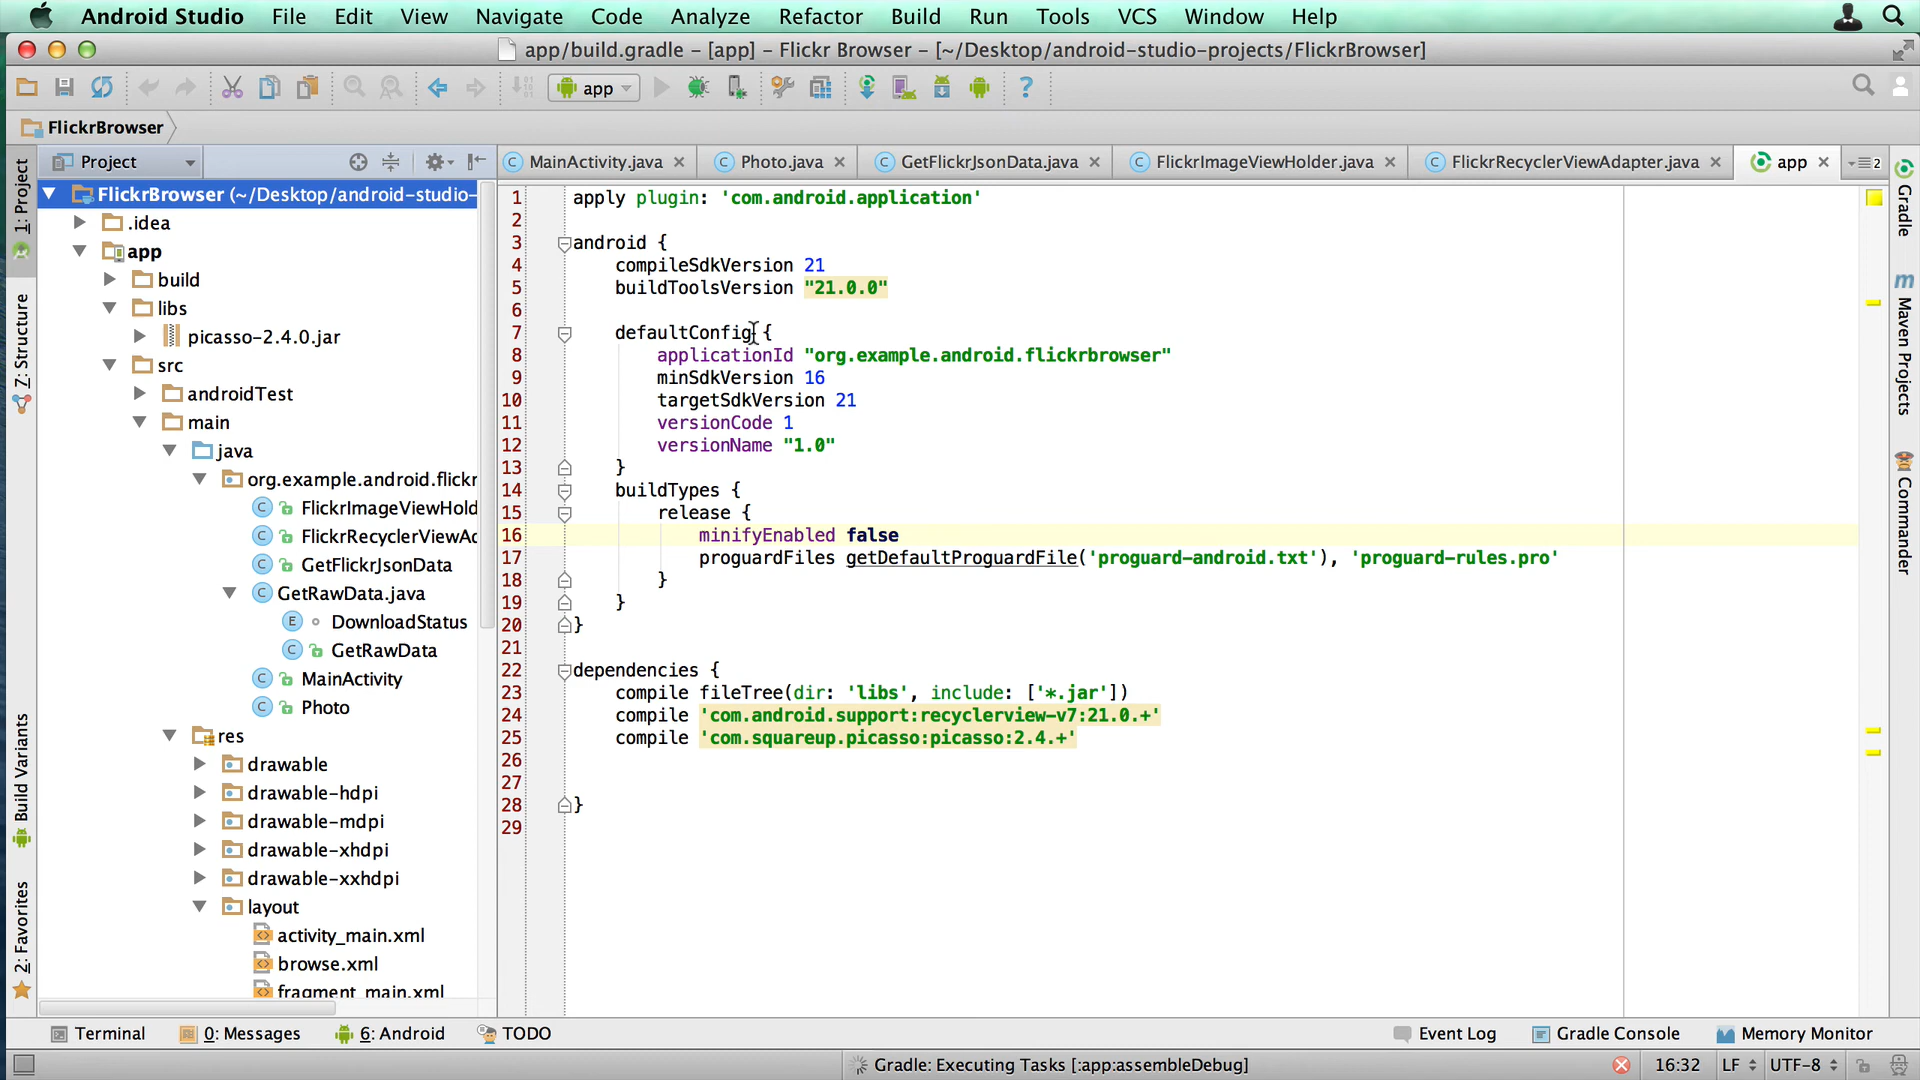 Android Studio File Edit View Navigate Code Analyze Refactor Build Run Tools VCS Window Help
app/build.gradle - [app] - Flickr Browser - [~/Desktop/android-studio-projects/FlickrBrowser]
app
FlickrBrowser
Project
MainActivity.java
Photo.java
GetFlickrJsonData.java
FlickrImageViewHolder.java
FlickrRecyclerViewAdapter.java
app
2
1: Project
Z: Structure
Build Variants
2: Favorites
FlickrBrowser (~/Desktop/android-studio-
.idea
app
build
libs
picasso-2.4.0.jar
src
androidTest
main
java
org.example.android.flickr
FlickrImageViewHold
FlickrRecyclerViewAd
GetFlickrJsonData
GetRawData.java
DownloadStatus
GetRawData
MainActivity
Photo
res
drawable
drawable-hdpi
drawable-mdpi
drawable-xhdpi
drawable-xxhdpi
layout
activity_main.xml
browse.xml
fragment_main.xml
1 apply plugin: 'com.android.application'
2
3 android {
4 compileSdkVersion 21
5 buildToolsVersion "21.0.0"
6
7 defaultConfig {
8 applicationId "org.example.android.flickrbrowser"
9 minSdkVersion 16
10 targetSdkVersion 21
11 versionCode 1
12 versionName "1.0"
13 }
14 buildTypes {
15 release {
16 minifyEnabled false
17 proguardFiles getDefaultProguardFile('proguard-android.txt'), 'proguard-rules.pro'
18 }
19 }
20 }
21
22 dependencies {
23 compile fileTree(dir: 'libs', include: ['*.jar'])
24 compile 'com.android.support:recyclerview-v7:21.0.+'
25 compile 'com.squareup.picasso:picasso:2.4.+'
26
27
28 }
29
Gradle
Maven Projects
Commander
Terminal 0: Messages 6: Android TODO Event Log Gradle Console Memory Monitor
Gradle: Executing Tasks [:app:assembleDebug] 16:32 LF UTF-8